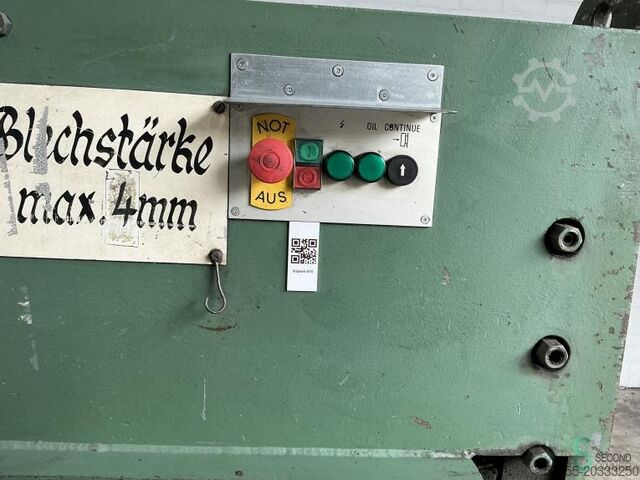 Blechstärke
max. 4mm
NOT
AUS
OIL CONTINUE
SECOND
55-20333250